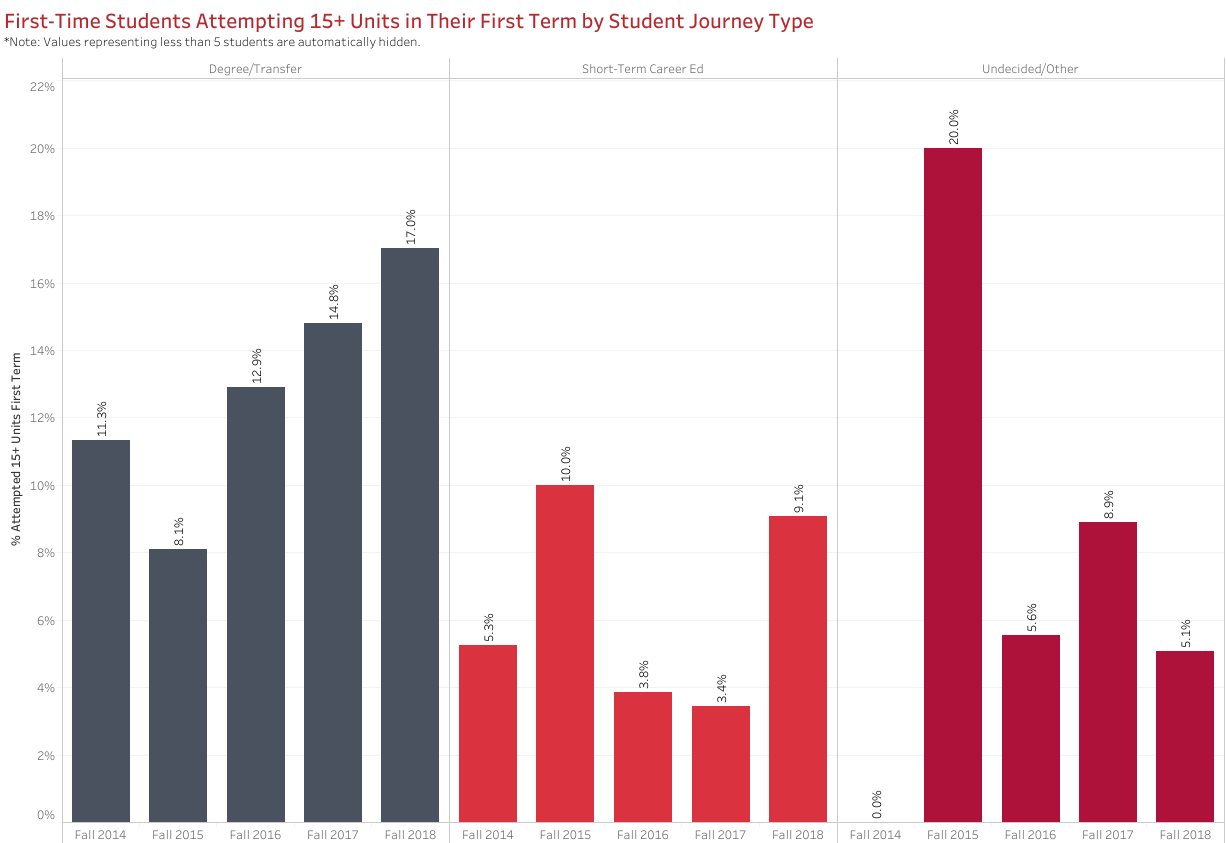 First-Time Students Attempting 15+ Units in Their First Term by Student Journey Type
*Note: Values representing less than 5 students are automatically hidden.
Degree/Transfer
Short-Term Career Ed
Undecided/Other
% Attempted 15+ Units First Term
22%
20%
18%
16%
14%
12%
10%
8%
6%
4%
2%
0%
11.3%
8.1%
12.9%
14.8%
17.0%
5.3%
10.0%
3.8%
3.4%
9.1%
0.0%
20.0%
5.6%
8.9%
5.1%
Fall 2014
Fall 2015
Fall 2016
Fall 2017
Fall 2018
Fall 2014
Fall 2015
Fall 2016
Fall 2017
Fall 2018
Fall 2014
Fall 2015
Fall 2016
Fall 2017
Fall 2018